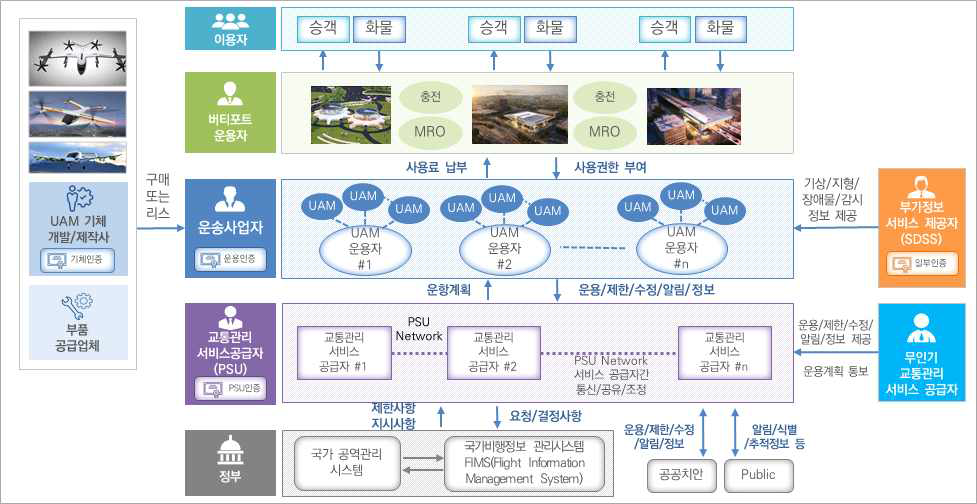 이용자
승객
화물
승객
화물
승객
화물
버티포트
운용자
충전
MRO
충전
MRO
사용료 납부
사용권한 부여
구매
또는
리스
UAM 기체
개발/제작사
기체인증
부품
공급업체
운송사업자
운용인증
UAM
UAM
UAM
UAM
운용자
#1
UAM
UAM
UAM
UAM
운용자
#2
UAM
UAM
UAM
UAM
운용자
#n
기상/지형/
장애물/감시
정보 제공
부가정보
서비스 제공자
(SDSS)
일부인증
운항계획
운용/제한/수정/알림/정보
교통관리
서비스공급자
(PSU)
PSU인증
교통관리
서비스
공급자 #1
PSU
Network
교통관리
서비스
공급자 #2
PSU Network
서비스 공급자간
통신/공유/조정
교통관리
서비스
공급자 #n
운용/제한/수정/
알림/정보 제공
운용계획 통보
무인기
교통관리
서비스 공급자
제한사항
지시사항
요청/결정사항
운용/제한/수정
/알림/정보
알림/식별
/추적정보 등
정부
국가 공역관리
시스템
국가비행정보 관리시스템
FIMS(Flight Information
Management System)
공공치안
Public